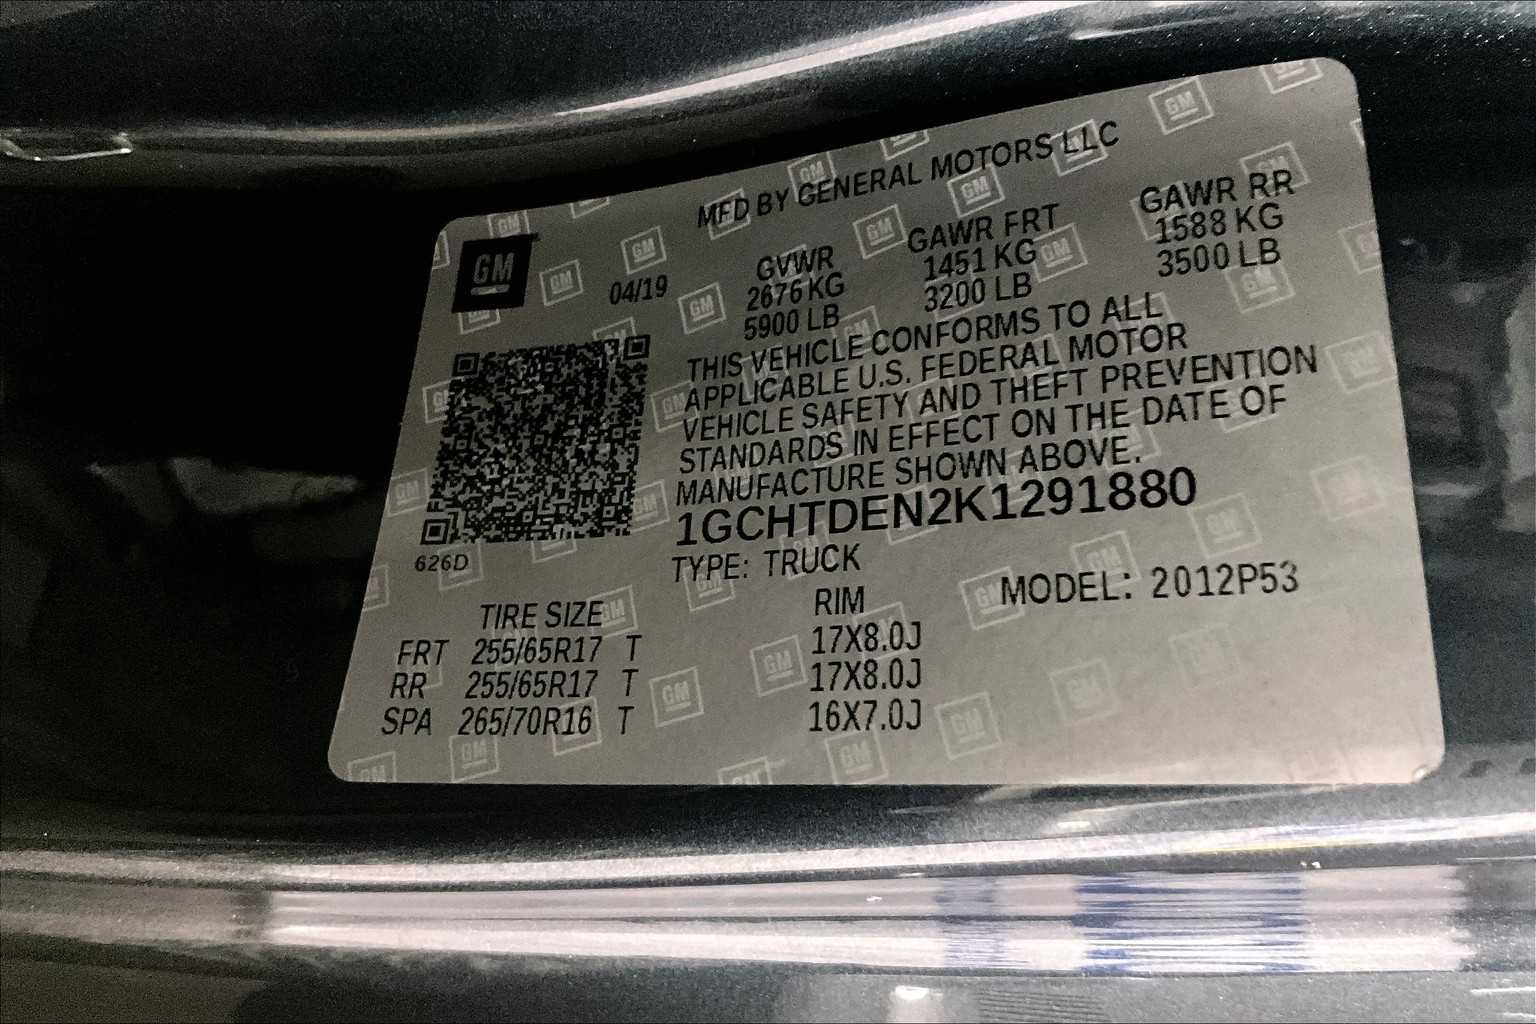 MFD BY GENERAL MOTORS LLC
GM
04/19
GVWR GAWR FRT GAWR RR
2676 KG 1451 KG 1588 KG
5900 LB 3200 LB 3500 LB
THIS VEHICLE CONFORMS TO ALL
APPLICABLE U.S. FEDERAL MOTOR
VEHICLE SAFETY AND THEFT PREVENTION
STANDARDS IN EFFECT ON THE DATE OF
MANUFACTURE SHOWN ABOVE.
1GCHTDEN2K1291880
626D
TYPE: TRUCK
MODEL: 2012P53
TIRE SIZE RIM
FRT 255/65R17 T 17X8.0J
RR 255/65R17 T 17X8.0J
SPA 265/70R16 T 16X7.0J